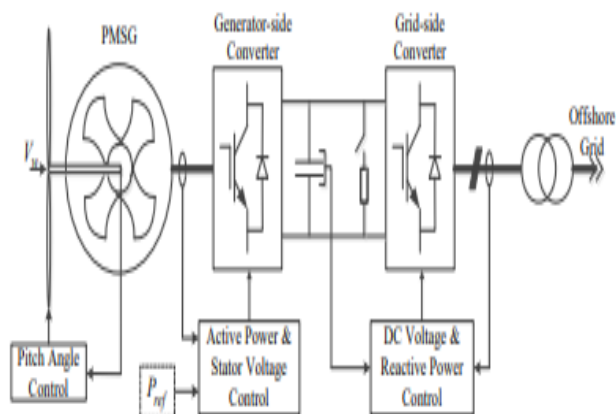 PMSG
Generator-side
Converter
Grid-side
Converter
Offshore
Grid
Pitch Angle
Control
P_ref
Active Power &
Stator Voltage
Control
DC Voltage &
Reactive Power
Control